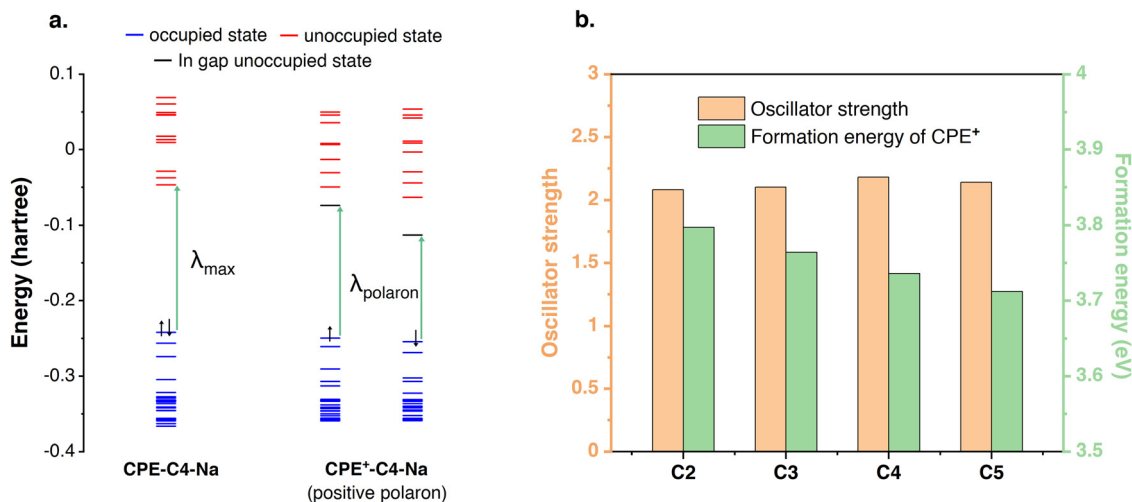 a.
occupied state
unoccupied state
In gap unoccupied state
Energy (hartree)
0.1
0
-0.1
-0.2
-0.3
-0.4
λmax
λpolaron
CPE-C4-Na
CPE⁺-C4-Na
(positive polaron)
b.
Oscillator strength
3
2.5
2
1.5
1
0.5
0
Oscillator strength
Formation energy of CPE⁺
4
3.9
3.8
3.7
3.6
3.5
Formation energy (eV)
C2
C3
C4
C5